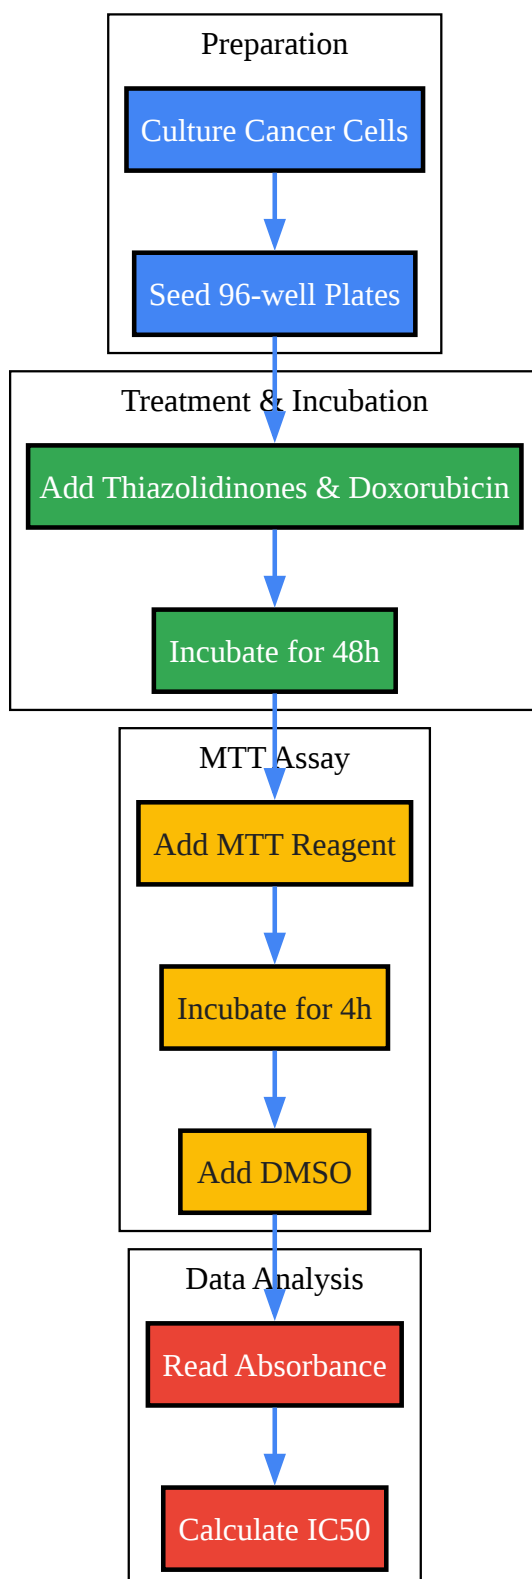 Preparation
Culture Cancer Cells
Seed 96-well Plates
Treatment & Incubation
Add Thiazolidinones & Doxorubicin
Incubate for 48h
MTT Assay
Add MTT Reagent
Incubate for 4h
Add DMSO
Data Analysis
Read Absorbance
Calculate IC50